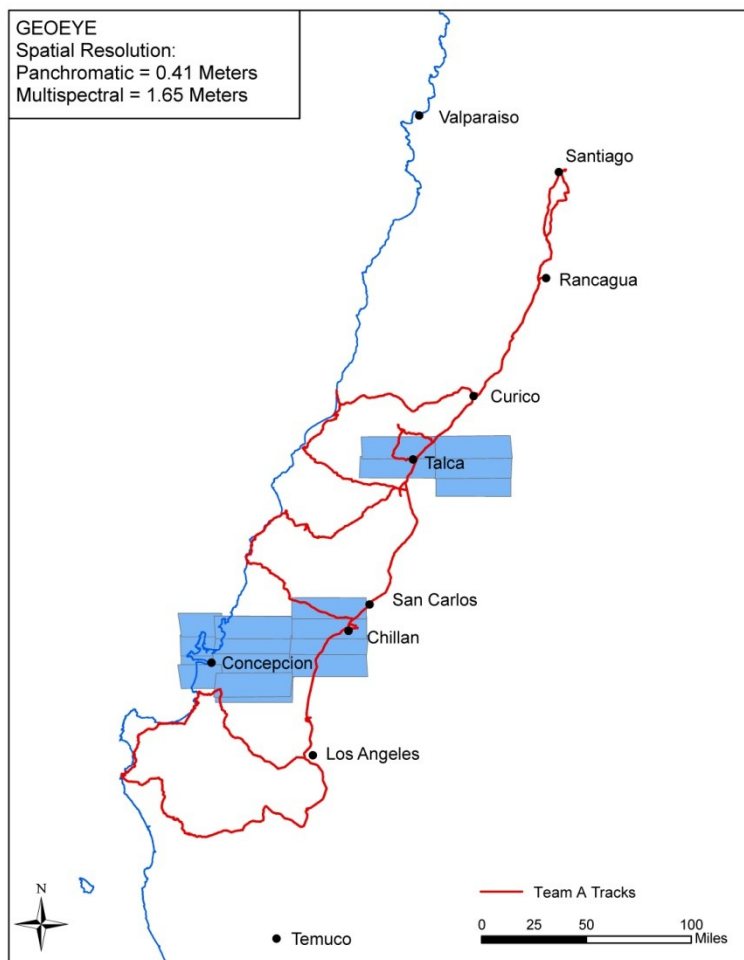 GEOEYE
Spatial Resolution:
Panchromatic = 0.41 Meters
Multispectral = 1.65 Meters
Valparaiso
Santiago
Rancagua
Curico
Talca
San Carlos
Chillan
Concepcion
Los Angeles
N
Team A Tracks
0 25 50 100
Miles
Temuco